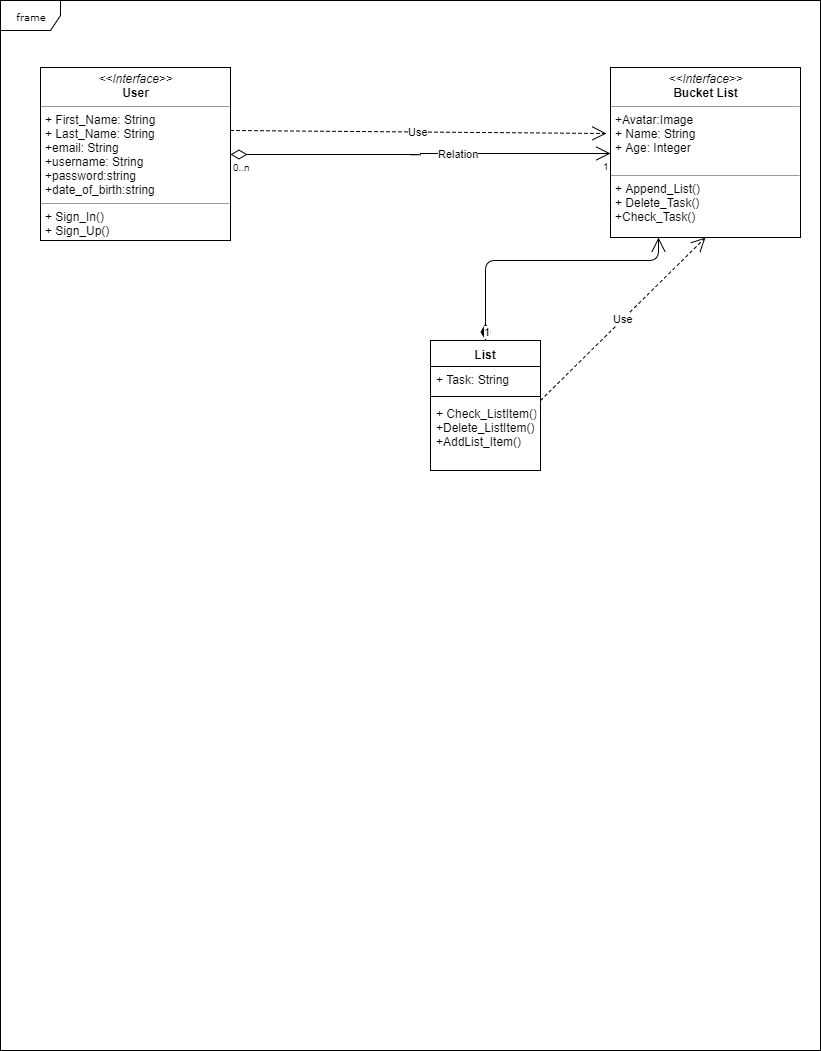 frame
<<Interface>>
User
+ First_Name: String
+ Last_Name: String
+email: String
+username: String
+password:string
+date_of_birth:string
+ Sign_In()
+ Sign_Up()
Use
Relation
0..n
1
<<Interface>>
Bucket List
+Avatar:Image
+ Name: String
+ Age: Integer
+ Append_List()
+ Delete_Task()
+Check_Task()
Use
1
List
+ Task: String
+ Check_ListItem()
+Delete_ListItem()
+AddList_Item()